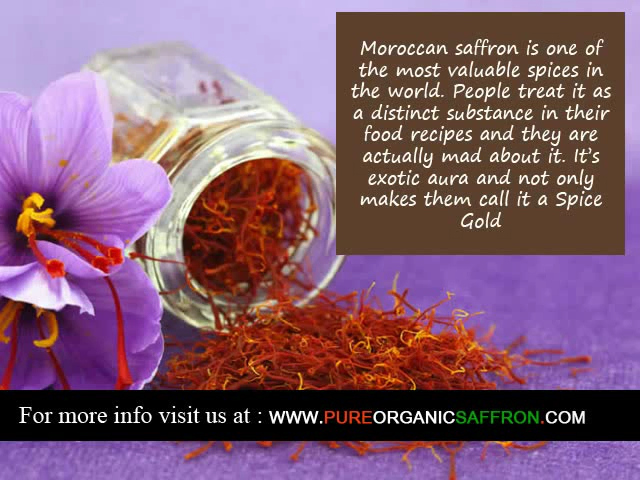 Moroccan saffron is one of
the most valuable spices in
the world. People treat it as
a distinct substance in their
food recipes and they are
actually mad about it. It's
exotic aura and not only
makes them call it a Spice
Gold
For more info visit us at : WWW.PUREORGANICSAFFRON.COM